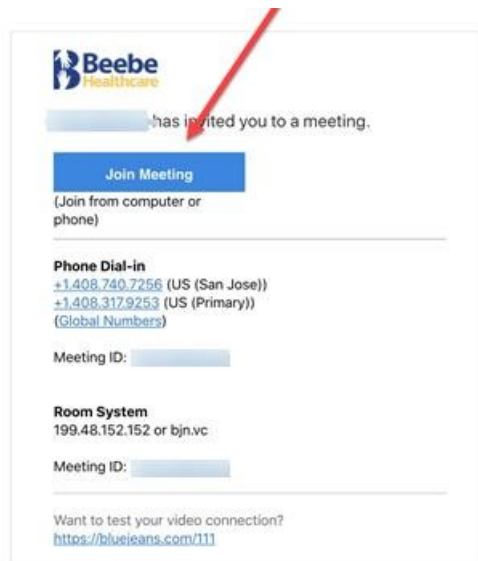 Beebe
Healthcare
has invited you to a meeting.
Join Meeting
(Join from computer or
phone)
Phone Dial-in
+1.408.740.7256 (US (San Jose))
+1.408.317.9253 (US (Primary))
(Global Numbers)
Meeting ID:
Room System
199.48.152.152 or bjn.vc
Meeting ID:
Want to test your video connection?
https://bluejeans.com/111